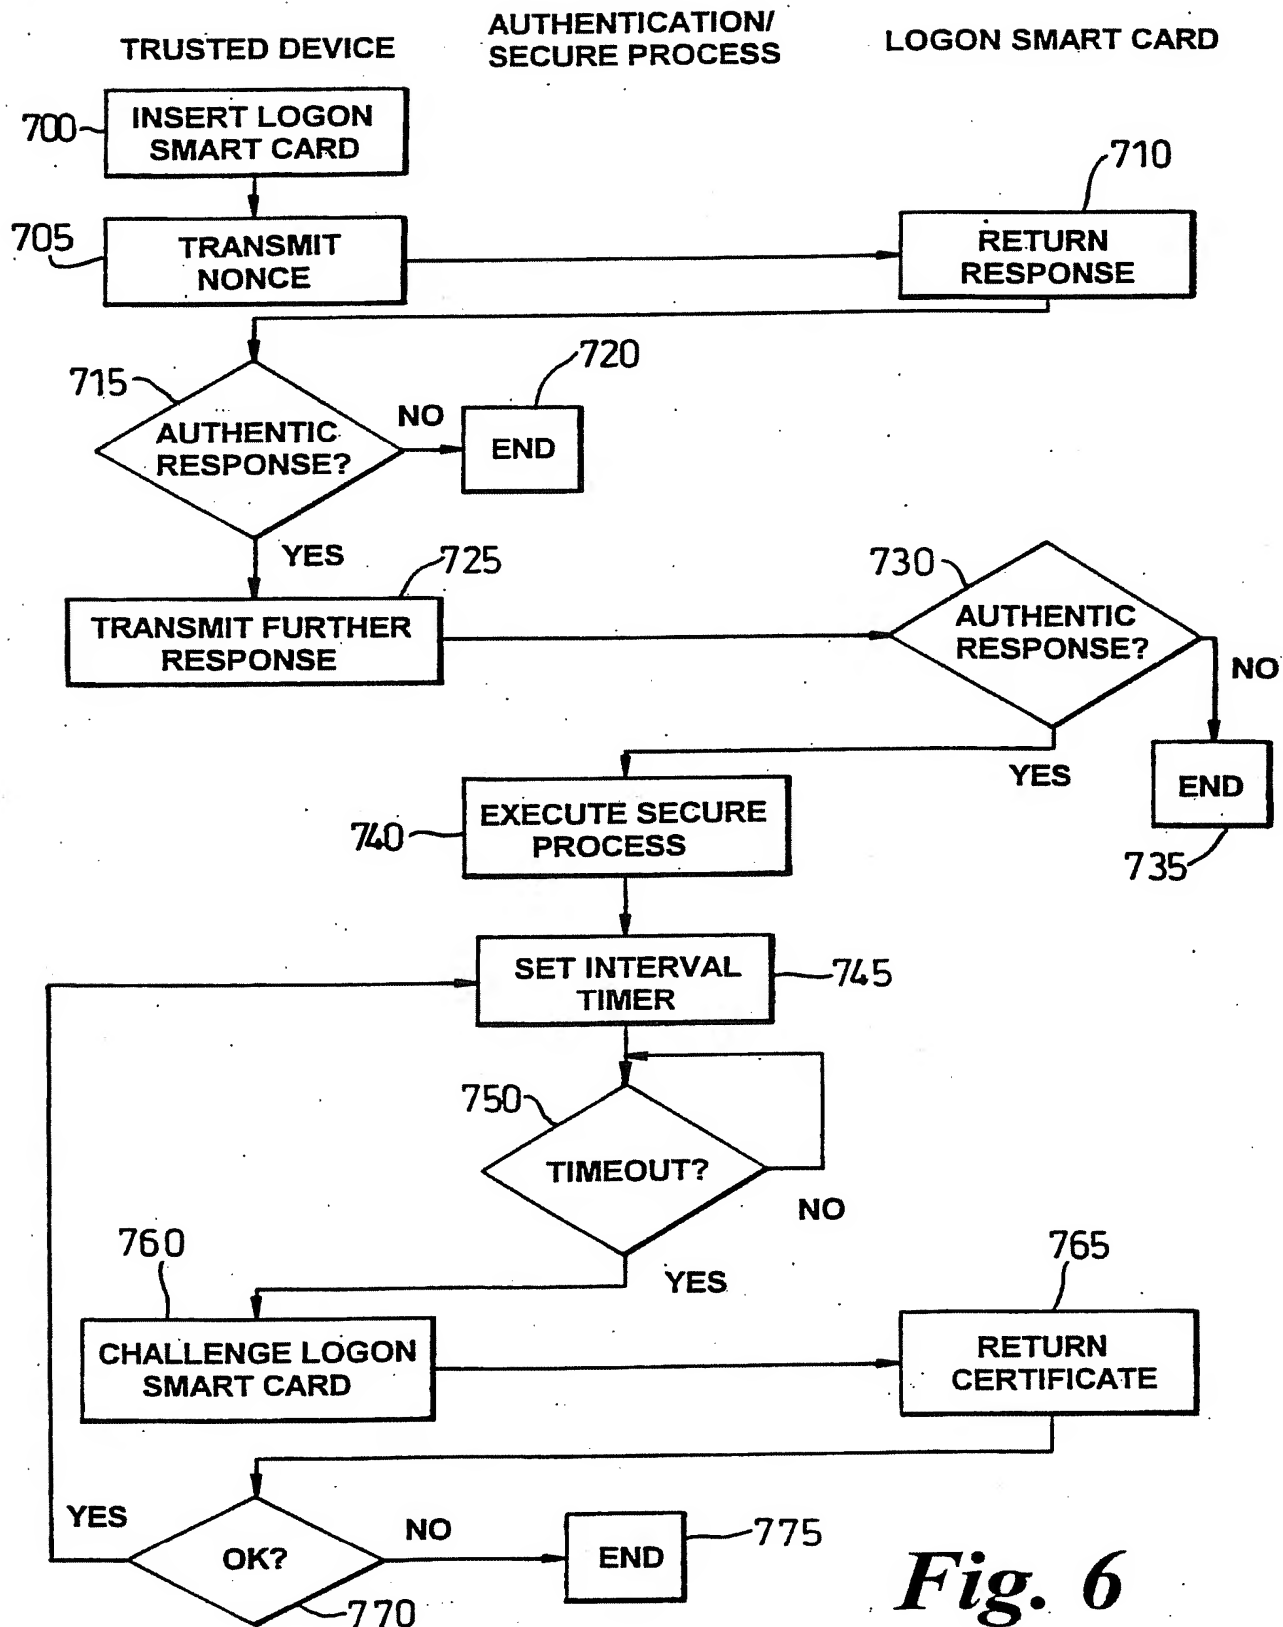 TRUSTED DEVICE
AUTHENTICATION/
SECURE PROCESS
LOGON SMART CARD
700
INSERT LOGON
SMART CARD
710
705
TRANSMIT
NONCE
RETURN
RESPONSE
720
715
NO
AUTHENTIC
RESPONSE?
END
YES
725
730
TRANSMIT FURTHER
RESPONSE
AUTHENTIC
RESPONSE?
NO
YES
END
735
740
EXECUTE SECURE
PROCESS
SET INTERVAL
TIMER
745
750
TIMEOUT?
NO
YES
760
765
CHALLENGE LOGON
SMART CARD
RETURN
CERTIFICATE
YES
OK?
NO
END
775
770
Fig. 6